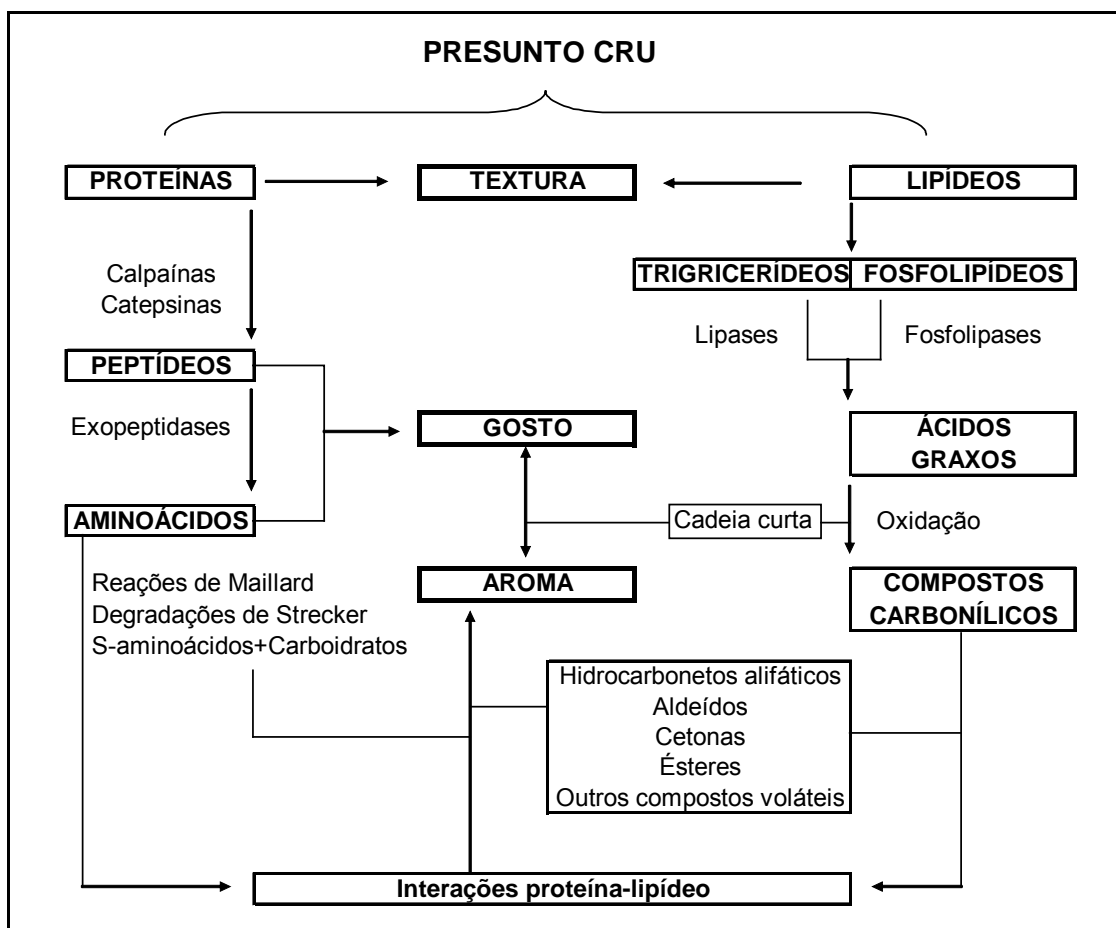 PRESUNTO CRU
PROTEÍNAS
TEXTURA
LIPÍDEOS
Calpaínas
Catepsinas
TRIGRICERÍDEOS
FOSFOLIPÍDEOS
Lipases
Fosfolipases
PEPTÍDEOS
Exopeptidases
GOSTO
ÁCIDOS
GRAXOS
AMINOÁCIDOS
Cadeia curta
Oxidação
Reações de Maillard
Degradações de Strecker
S-aminoácidos+Carboidratos
AROMA
COMPOSTOS
CARBONÍLICOS
Hidrocarbonetos alifáticos
Aldeídos
Cetonas
Ésteres
Outros compostos voláteis
Interações proteína-lipídeo